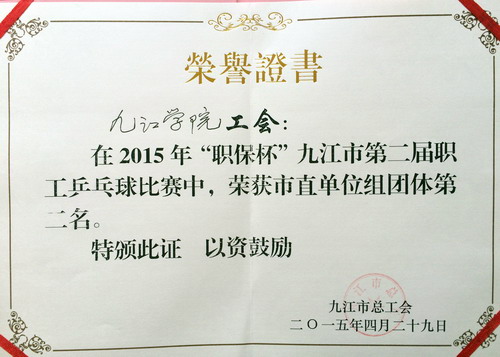 榮譽證書
九江学院工会：
在2015年“职保杯”九江市第二届职
工乒乓球比赛中，荣获市直单位组团体第
二名。
特颁此证 以资鼓励
九江市总工会
二〇一五年四月二十九日